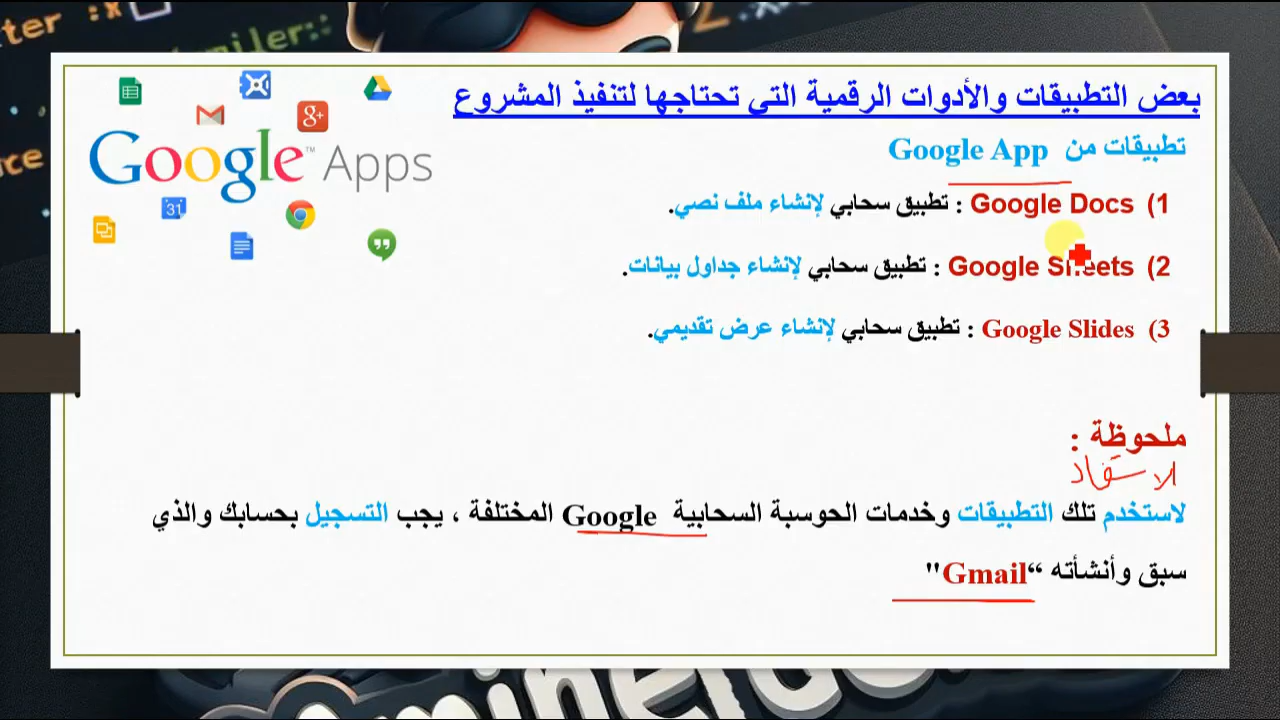 بعض التطبيقات والأدوات الرقمية التي تحتاجها لتنفيذ المشروع
Google™ Apps
31
g+
تطبيقات من Google App
1) Google Docs : تطبيق سحابي لإنشاء ملف نصي.
2) Google Sheets : تطبيق سحابي لإنشاء جداول بيانات.
3) Google Slides : تطبيق سحابي لإنشاء عرض تقديمي.
ملحوظة :
لاستخدم تلك التطبيقات وخدمات الحوسبة السحابية Google المختلفة ، يجب التسجيل بحسابك والذي
سبق وأنشأته “Gmail"